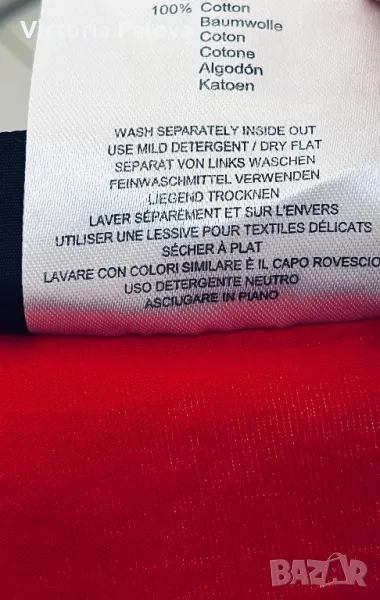 Victoria Pelova
100% Cotton
Baumwolle
Coton
Cotone
Algodón
Katoen
WASH SEPARATELY INSIDE OUT
USE MILD DETERGENT / DRY FLAT
SEPARAT VON LINKS WASCHEN
FEINWASCHMITTEL VERWENDEN
LIEGEND TROCKNEN
LAVER SÉPARÉMENT ET SUR L'ENVERS
UTILISER UNE LESSIVE POUR TEXTILES DÉLICATS
SÉCHER À PLAT
LAVARE CON COLORI SIMILARE È IL CAPO ROVESCIO
USO DETERGENTE NEUTRO
ASCIUGARE IN PIANO
BAZAR
bg